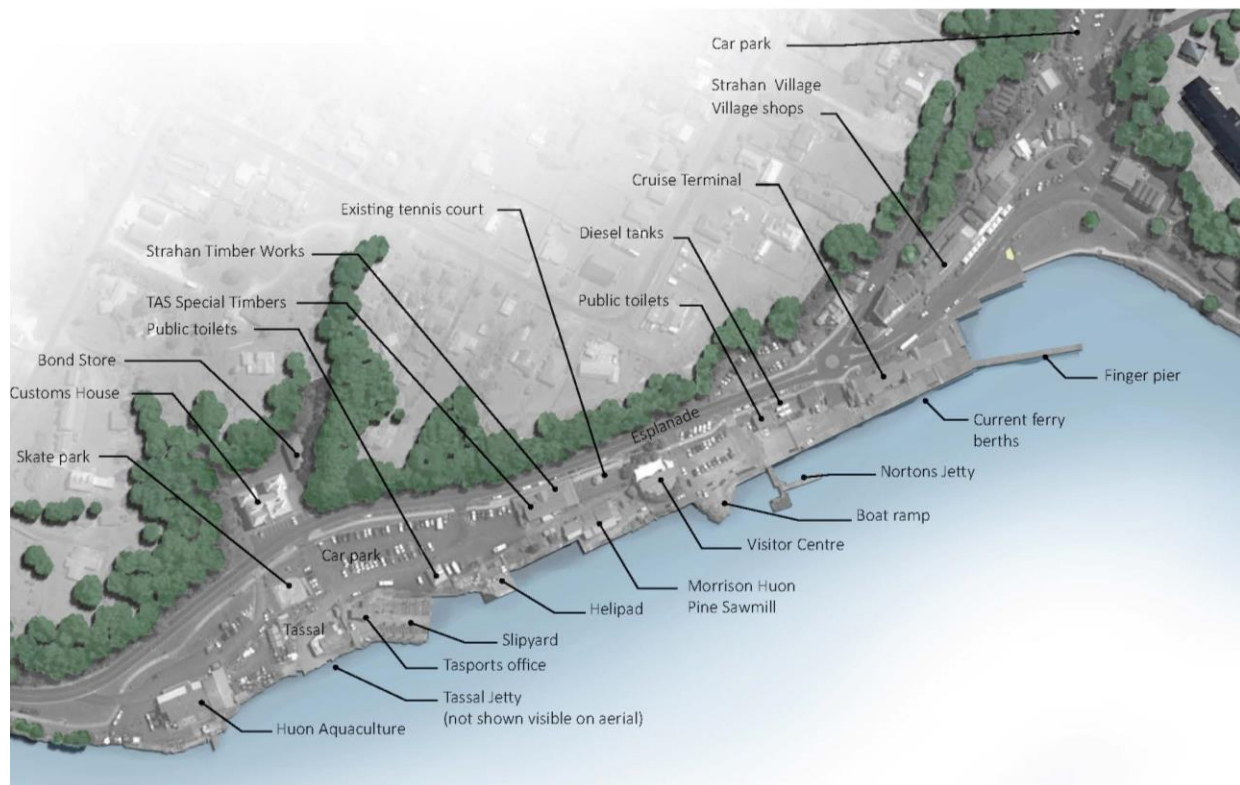 Car park
Strahan Village
Village shops
Cruise Terminal
Existing tennis court
Diesel tanks
Strahan Timber Works
Public toilets
TAS Special Timbers
Public toilets
Bond Store
Customs House
Skate park
Esplanade
Finger pier
Current ferry
berths
Nortons Jetty
Boat ramp
Visitor Centre
Car park
Morrison Huon
Pine Sawmill
Helipad
Tassal
Slipyard
Tasports office
Tassal Jetty
(not shown visible on aerial)
Huon Aquaculture